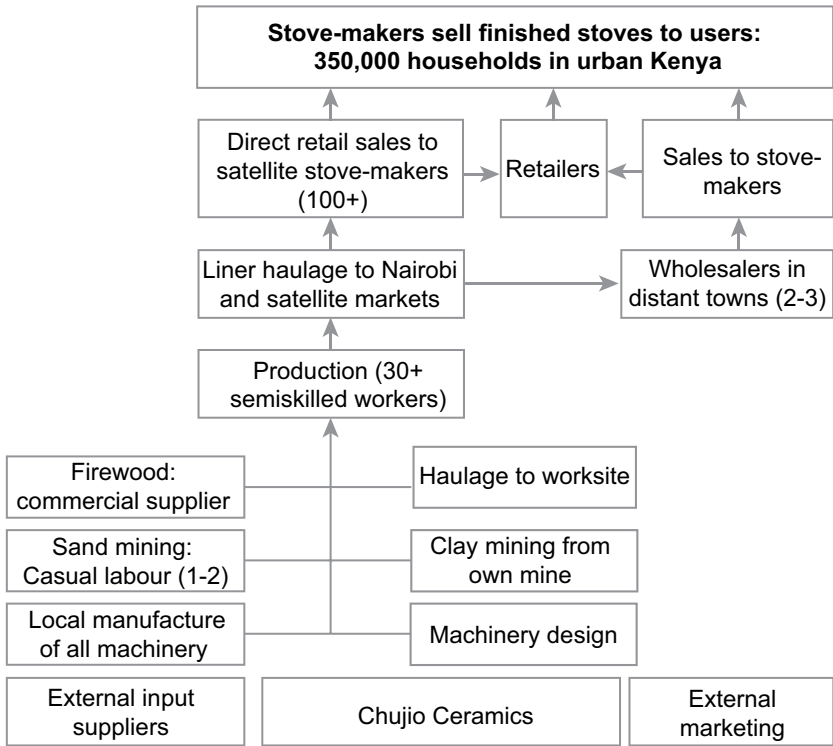 Stove-makers sell finished stoves to users:
350,000 households in urban Kenya
Direct retail sales to
satellite stove-makers
(100+)
Retailers
Sales to stove-
makers
Liner haulage to Nairobi
and satellite markets
Wholesalers in
distant towns (2-3)
Production (30+
semiskilled workers)
Firewood:
commercial supplier
Haulage to worksite
Sand mining:
Casual labour (1-2)
Clay mining from
own mine
Local manufacture
of all machinery
Machinery design
External input
suppliers
Chujio Ceramics
External
marketing